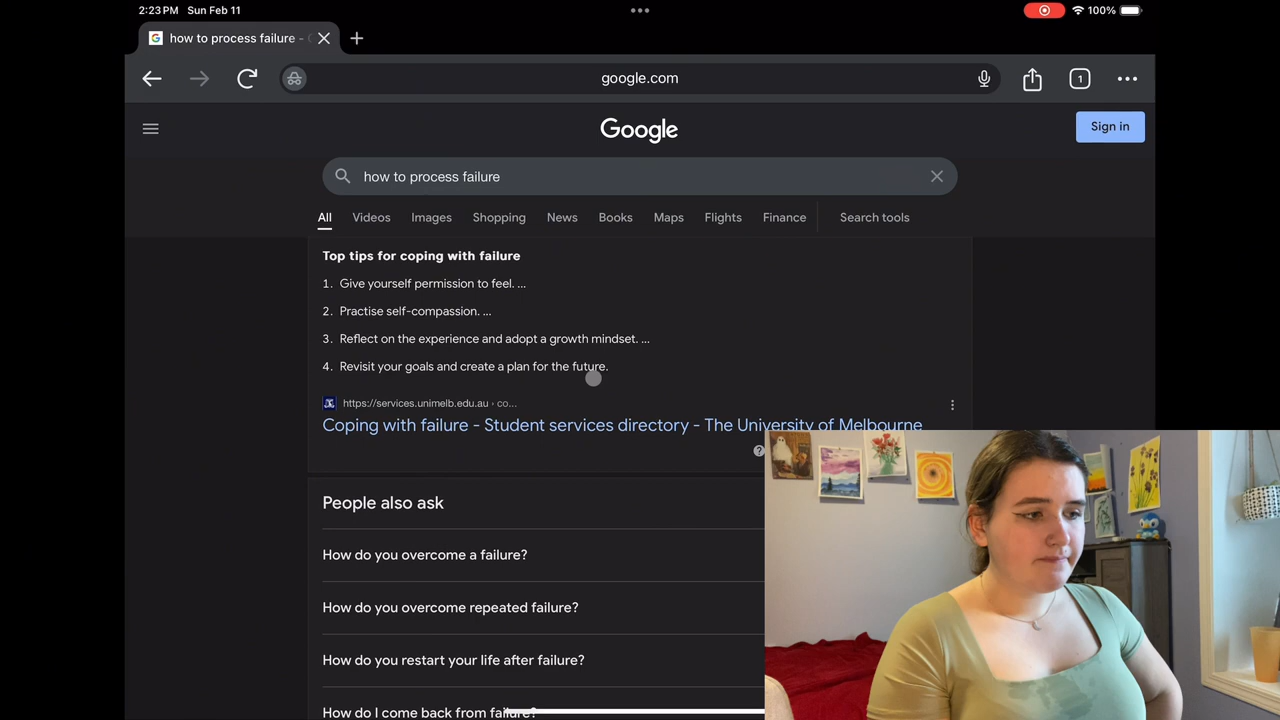 2:23 PM Sun Feb 11
100%
how to process failure -
google.com
1
Google
Sign in
how to process failure
All Videos Images Shopping News Books Maps Flights Finance Search tools
Top tips for coping with failure
1. Give yourself permission to feel. ...
2. Practise self-compassion. ...
3. Reflect on the experience and adopt a growth mindset. ...
4. Revisit your goals and create a plan for the future.
https://services.unimelb.edu.au › co...
Coping with failure - Student services directory - The University of Melbourne
People also ask
How do you overcome a failure?
How do you overcome repeated failure?
How do you restart your life after failure?
How do I come back from failure?